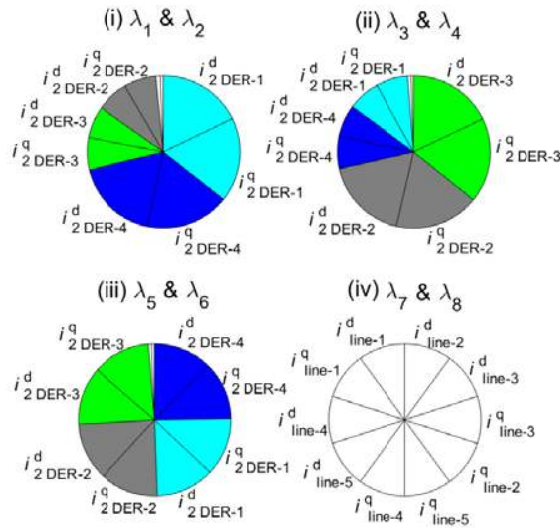 (i) λ1 & λ2
i d 2 DER-1
i q 2 DER-1
i q 2 DER-4
i d 2 DER-4
i q 2 DER-3
i d 2 DER-3
i d 2 DER-2
i q 2 DER-2
(ii) λ3 & λ4
i d 2 DER-3
i q 2 DER-3
i q 2 DER-2
i d 2 DER-2
i q 2 DER-4
i d 2 DER-4
i d 2 DER-1
i q 2 DER-1
(iii) λ5 & λ6
i d 2 DER-4
i q 2 DER-4
i q 2 DER-1
i d 2 DER-1
i q 2 DER-2
i d 2 DER-2
i d 2 DER-3
i q 2 DER-3
(iv) λ7 & λ8
i d line-2
i d line-3
i q line-3
i q line-2
i q line-5
i q line-4
i d line-5
i d line-4
i q line-1
i d line-1